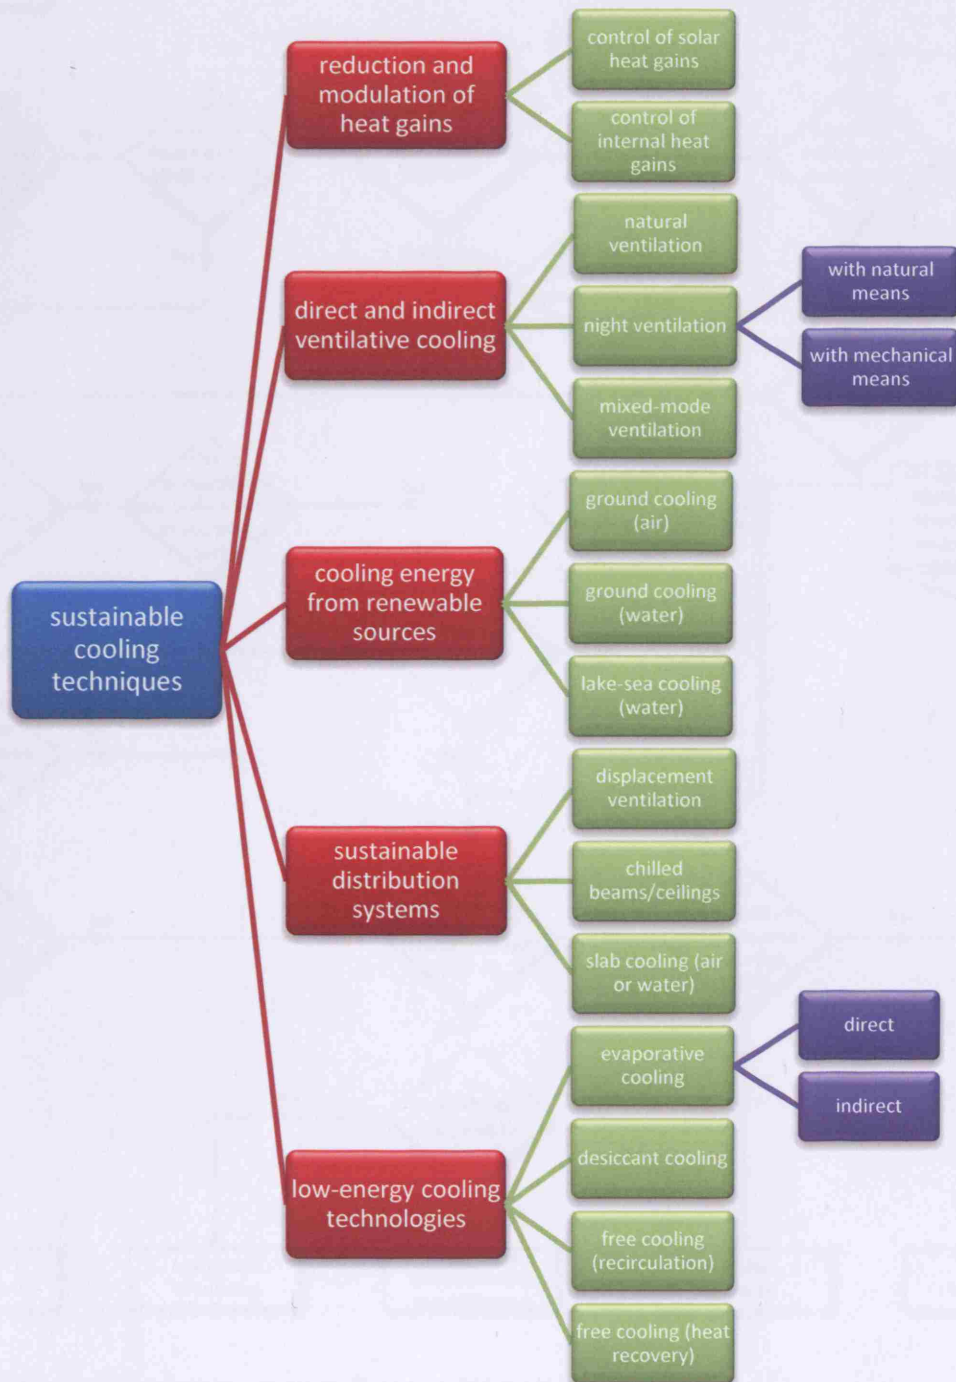 sustainable
cooling
techniques
reduction and
modulation of
heat gains
control of solar
heat gains
control of
internal heat
gains
direct and indirect
ventilative cooling
natural
ventilation
night ventilation
with natural
means
with mechanical
means
mixed-mode
ventilation
cooling energy
from renewable
sources
ground cooling
(air)
ground cooling
(water)
lake-sea cooling
(water)
sustainable
distribution
systems
displacement
ventilation
chilled
beams/ceilings
slab cooling (air
or water)
low-energy cooling
technologies
evaporative
cooling
direct
indirect
desiccant cooling
free cooling
(recirculation)
free cooling (heat
recovery)